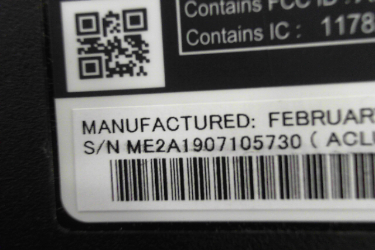 Contains FCC ID :
Contains IC : 1178
MANUFACTURED: FEBRUAR
S/N ME2A1907105730 ( ACL